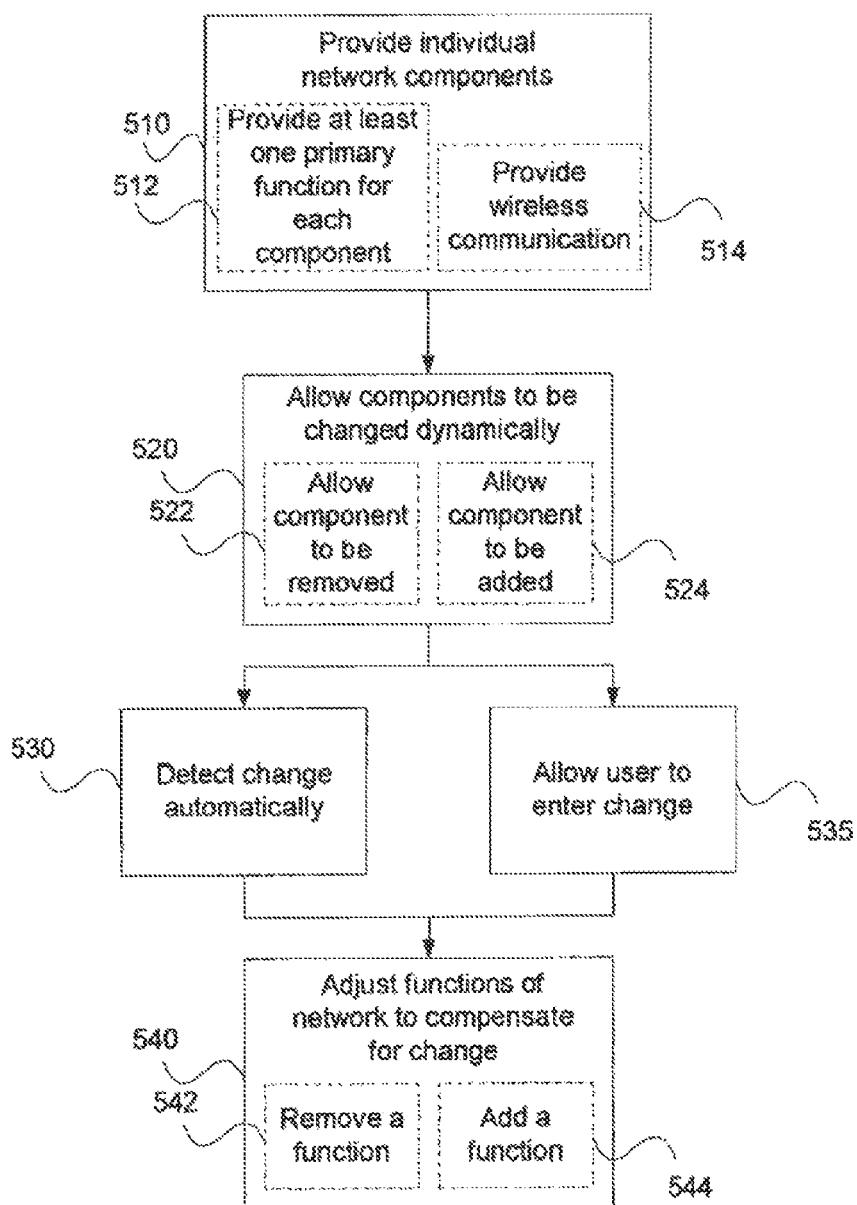 Provide individual
network components
510
512
Provide at least
one primary
function for
each
component
Provide
wireless
communication
514
Allow components to be
changed dynamically
520
522
Allow
component
to be
removed
Allow
component
to be
added
524
530
Detect change
automatically
Allow user to
enter change
535
Adjust functions of
network to compensate
for change
540
542
Remove a
function
Add a
function
544